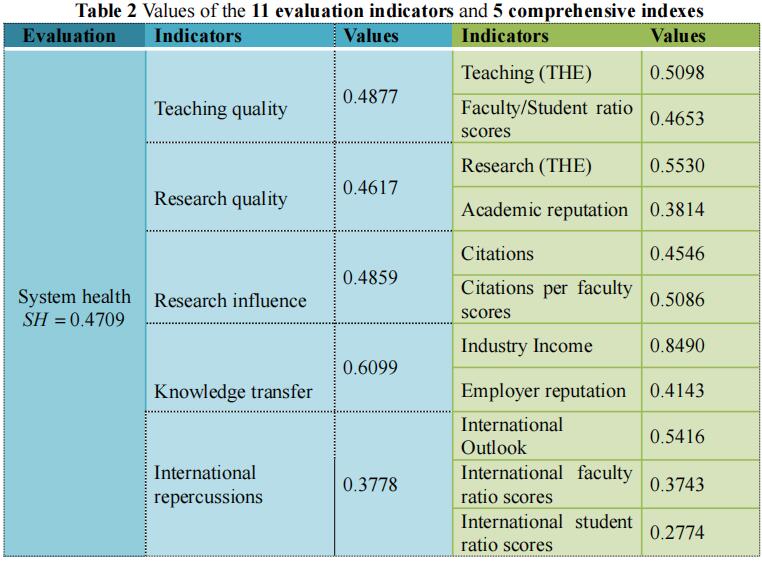 Table 2 Values of the 11 evaluation indicators and 5 comprehensive indexes
Evaluation Indicators Values Indicators Values
System health
SH = 0.4709
Teaching quality
0.4877
Teaching (THE)
0.5098
Faculty/Student ratio
scores
0.4653
Research quality
0.4617
Research (THE)
0.5530
Academic reputation
0.3814
Research influence
0.4859
Citations
0.4546
Citations per faculty
scores
0.5086
Knowledge transfer
0.6099
Industry Income
0.8490
Employer reputation
0.4143
International
repercussions
0.3778
International
Outlook
0.5416
International faculty
ratio scores
0.3743
International student
ratio scores
0.2774